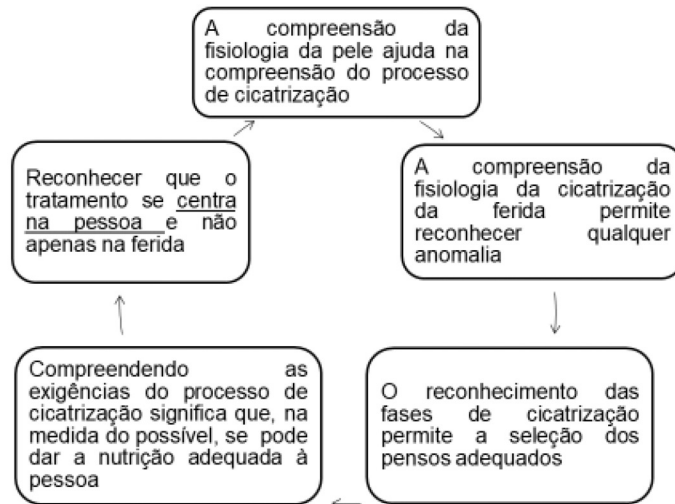 A compreensão da
fisiologia da pele ajuda na
compreensão do processo
de cicatrização
A compreensão da
fisiologia da cicatrização
da ferida permite
reconhecer qualquer
anomalia
O reconhecimento das
fases de cicatrização
permite a seleção dos
pensos adequados
Compreendendo as
exigências do processo de
cicatrização significa que, na
medida do possível, se pode
dar a nutrição adequada à
pessoa
Reconhecer que o
tratamento se centra
na pessoa e não
apenas na ferida